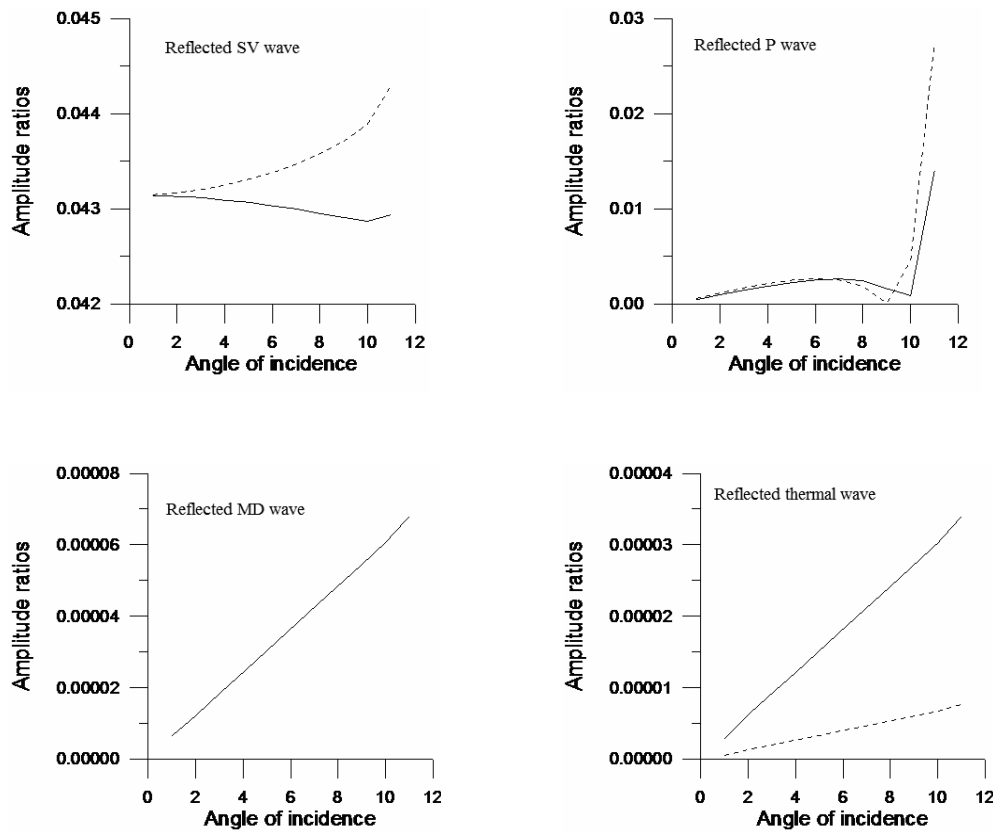 0.045
0.044
0.043
0.042
Amplitude ratios
Reflected SV wave
0 2 4 6 8 10 12
Angle of incidence
0.03
0.02
0.01
0.00
Amplitude ratios
Reflected P wave
0 2 4 6 8 10 12
Angle of incidence
0.00008
0.00006
0.00004
0.00002
0.00000
Amplitude ratios
Reflected MD wave
0 2 4 6 8 10 12
Angle of incidence
0.00004
0.00003
0.00002
0.00001
0.00000
Amplitude ratios
Reflected thermal wave
0 2 4 6 8 10 12
Angle of incidence